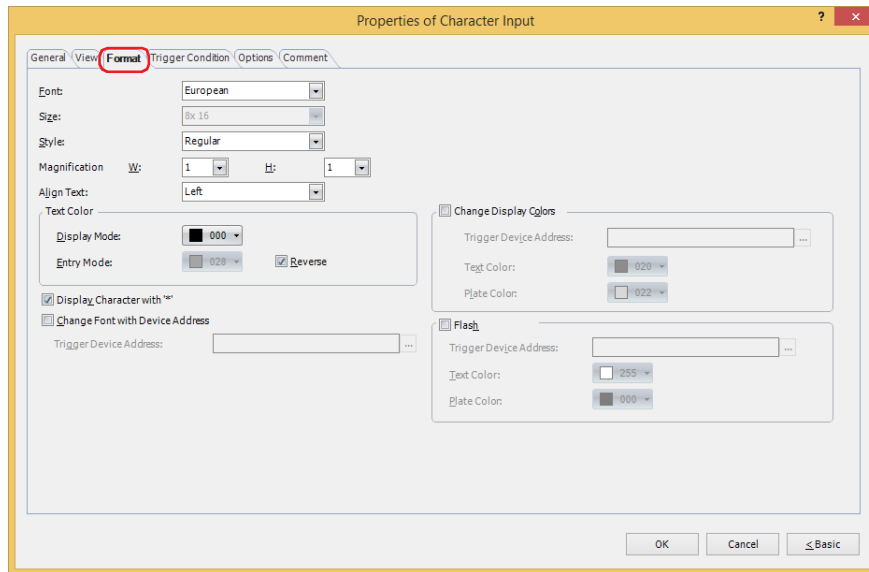 Properties of Character Input
? ×
General View Format Trigger Condition Options Comment
Font: European
Size: 8x 16
Style: Regular
Magnification W: 1 H: 1
Align Text: Left
Text Color
Display Mode: 000
Entry Mode: 028 Reverse
Display Character with '*'
Change Font with Device Address
Trigger Device Address: ...
Change Display Colors
Trigger Device Address: ...
Text Color: 020
Plate Color: 022
Flash
Trigger Device Address: ...
Text Color: 255
Plate Color: 000
OK Cancel < Basic